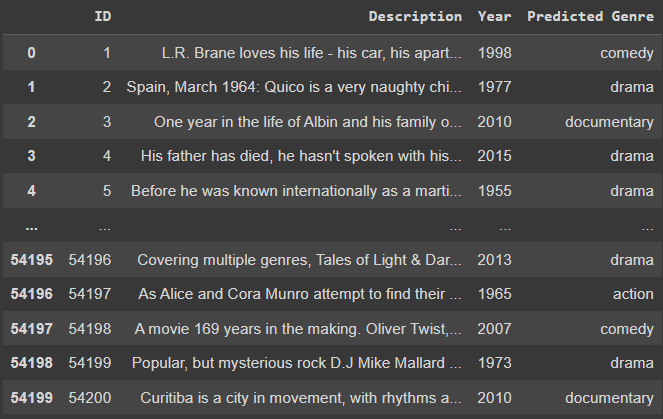 ID Description Year Predicted Genre
0 1 L.R. Brane loves his life - his car, his apart... 1998 comedy
1 2 Spain, March 1964: Quico is a very naughty chi... 1977 drama
2 3 One year in the life of Albin and his family o... 2010 documentary
3 4 His father has died, he hasn't spoken with his... 2015 drama
4 5 Before he was known internationally as a marti... 1955 drama
... ... ... ... ...
54195 54196 Covering multiple genres, Tales of Light & Dar... 2013 drama
54196 54197 As Alice and Cora Munro attempt to find their ... 1965 action
54197 54198 A movie 169 years in the making. Oliver Twist,... 2007 comedy
54198 54199 Popular, but mysterious rock D.J Mike Mallard ... 1973 drama
54199 54200 Curitiba is a city in movement, with rhythms a... 2010 documentary